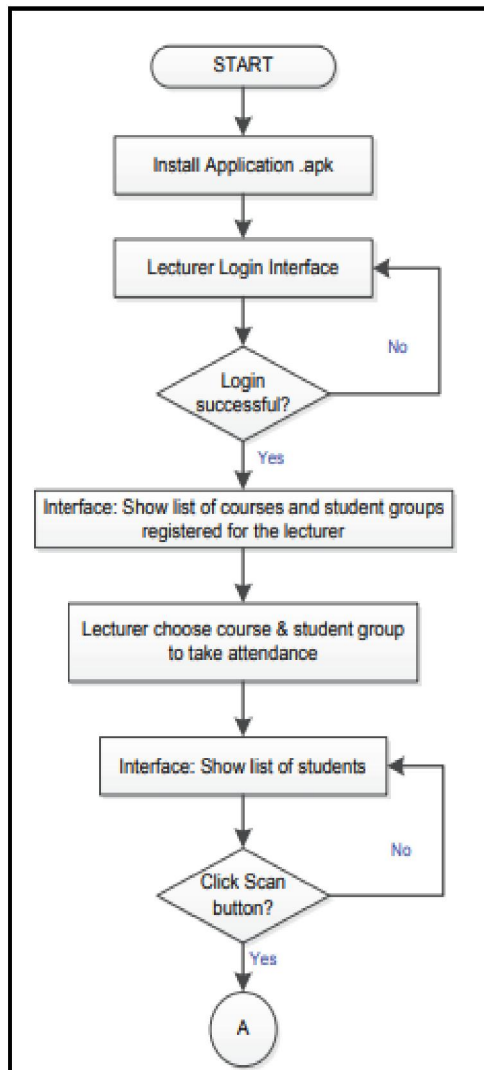 START
Install Application .apk
Lecturer Login Interface
No
Login
successful?
Yes
Interface: Show list of courses and student groups
registered for the lecturer
Lecturer choose course & student group
to take attendance
Interface: Show list of students
No
Click Scan
button?
Yes
A